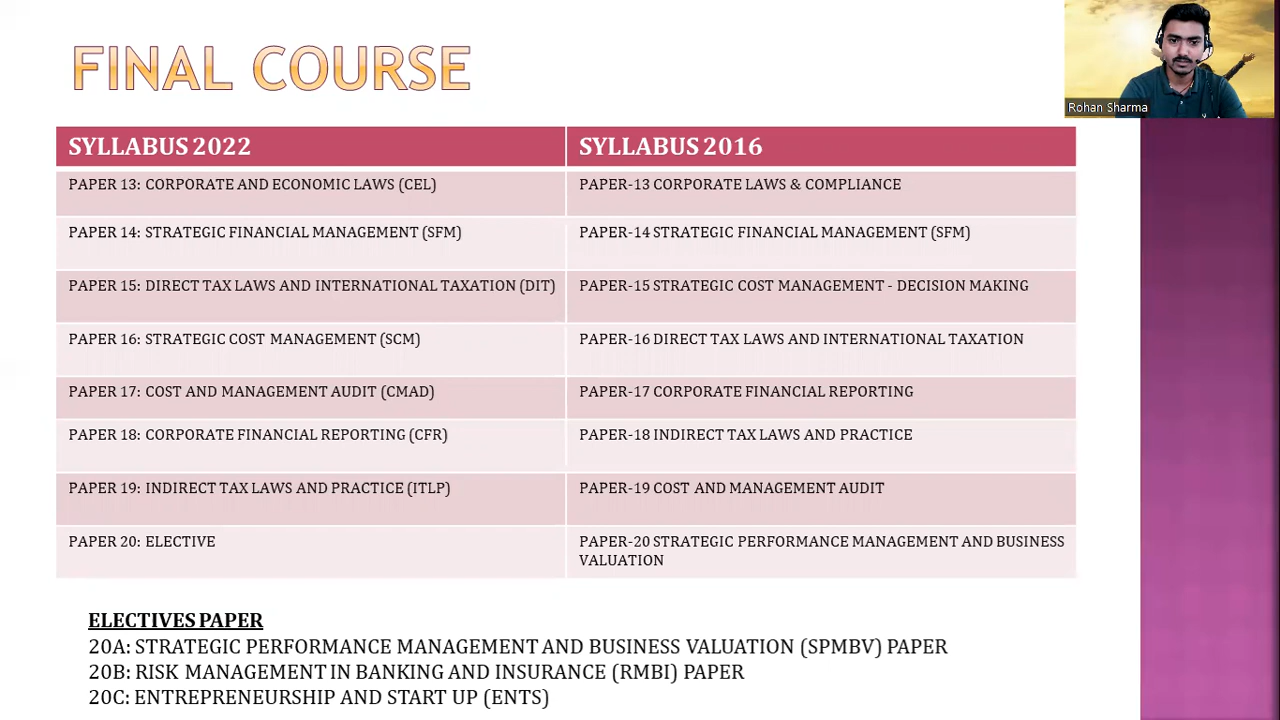 FINAL COURSE
Rohan Sharma
SYLLABUS 2022
SYLLABUS 2016
PAPER 13: CORPORATE AND ECONOMIC LAWS (CEL)
PAPER-13 CORPORATE LAWS & COMPLIANCE
PAPER 14: STRATEGIC FINANCIAL MANAGEMENT (SFM)
PAPER-14 STRATEGIC FINANCIAL MANAGEMENT (SFM)
PAPER 15: DIRECT TAX LAWS AND INTERNATIONAL TAXATION (DIT)
PAPER-15 STRATEGIC COST MANAGEMENT - DECISION MAKING
PAPER 16: STRATEGIC COST MANAGEMENT (SCM)
PAPER-16 DIRECT TAX LAWS AND INTERNATIONAL TAXATION
PAPER 17: COST AND MANAGEMENT AUDIT (CMAD)
PAPER-17 CORPORATE FINANCIAL REPORTING
PAPER 18: CORPORATE FINANCIAL REPORTING (CFR)
PAPER-18 INDIRECT TAX LAWS AND PRACTICE
PAPER 19: INDIRECT TAX LAWS AND PRACTICE (ITLP)
PAPER-19 COST AND MANAGEMENT AUDIT
PAPER 20: ELECTIVE
PAPER-20 STRATEGIC PERFORMANCE MANAGEMENT AND BUSINESS
VALUATION
ELECTIVES PAPER
20A: STRATEGIC PERFORMANCE MANAGEMENT AND BUSINESS VALUATION (SPMBV) PAPER
20B: RISK MANAGEMENT IN BANKING AND INSURANCE (RMBI) PAPER
20C: ENTREPRENEURSHIP AND START UP (ENTS)